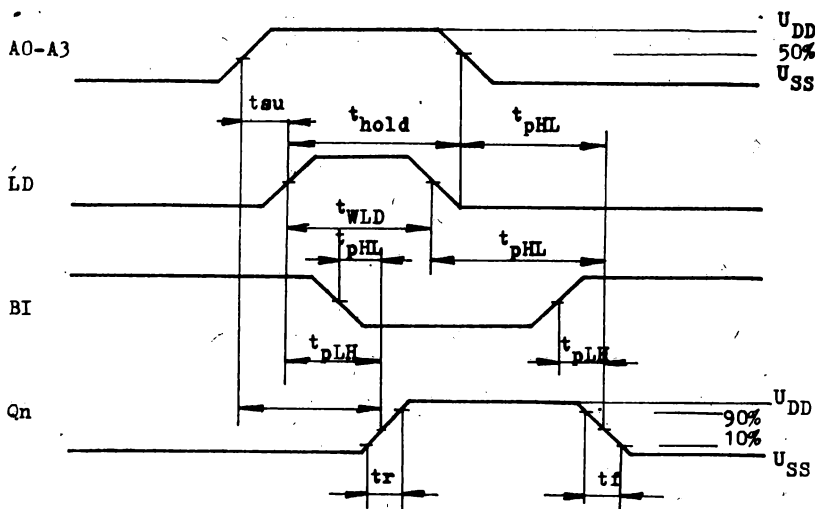 U_DD
A0-A3
50%
U_SS
tsu
t_hold
t_pHL
LD
t_WLD
t_pHL
t_pHL
BI
t_pLH
t_pLH
Qn
U_DD
90%
10%
U_SS
tr
tf